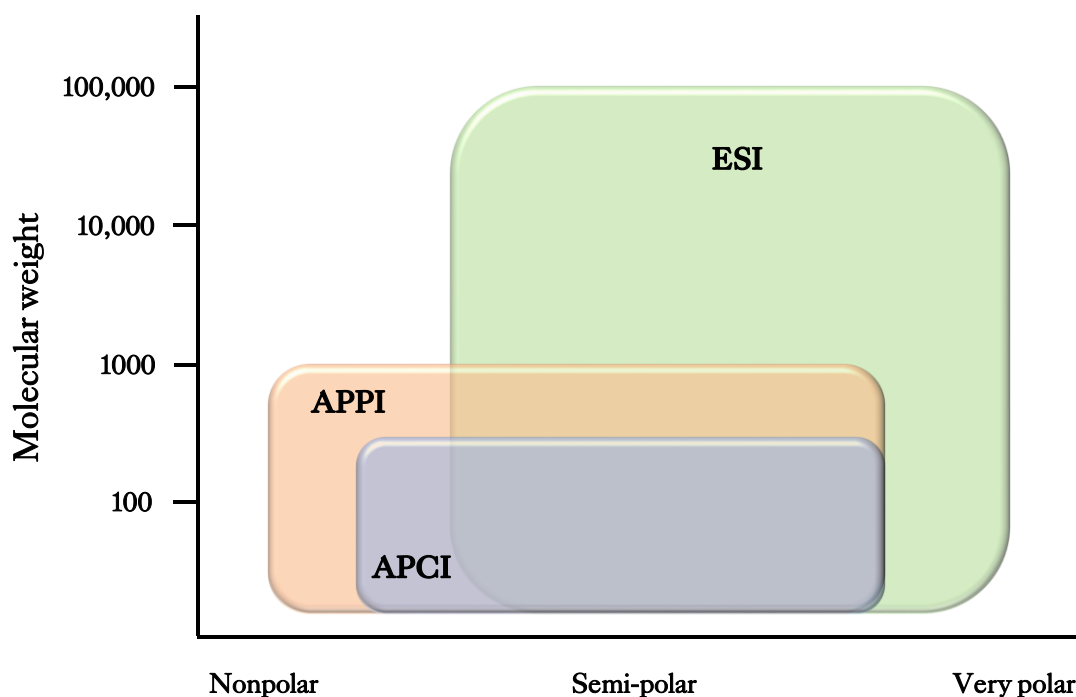 100,000
ESI
10,000
Molecular weight
1000
APPI
100
APCI
Nonpolar Semi-polar Very polar